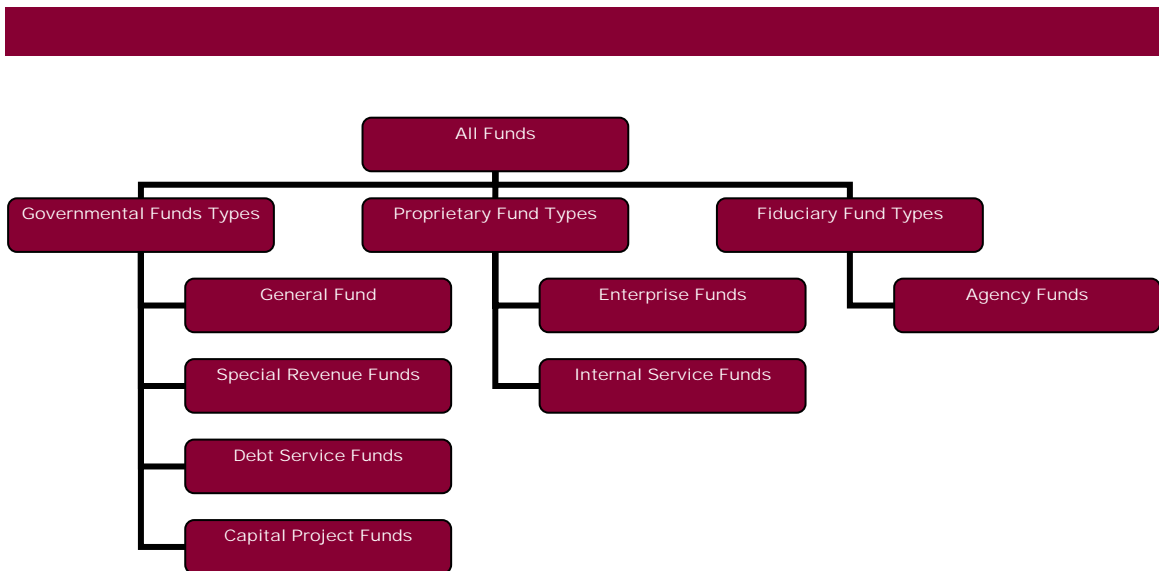 All Funds
Governmental Funds Types
Proprietary Fund Types
Fiduciary Fund Types
General Fund
Enterprise Funds
Agency Funds
Special Revenue Funds
Internal Service Funds
Debt Service Funds
Capital Project Funds